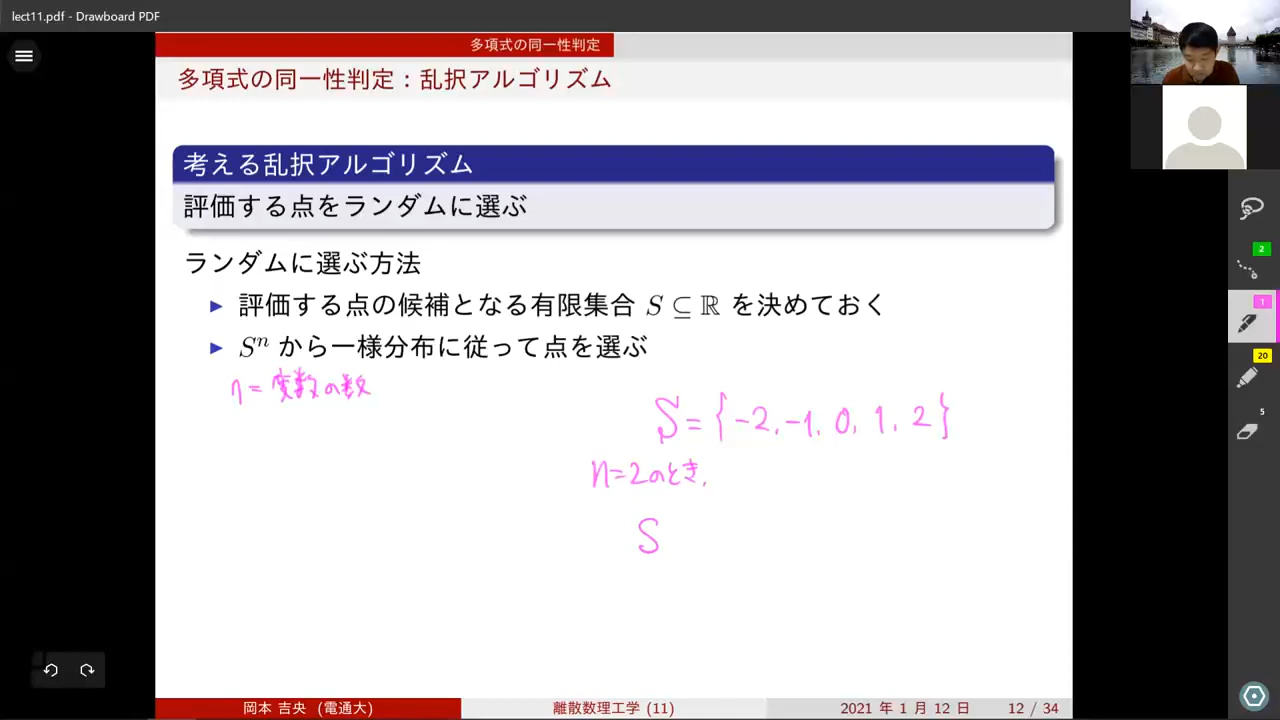 lect11.pdf - Drawboard PDF
多項式の同一性判定
多項式の同一性判定：乱択アルゴリズム
考える乱択アルゴリズム
評価する点をランダムに選ぶ
ランダムに選ぶ方法
▶ 評価する点の候補となる有限集合 S ⊆ ℝ を決めておく
▶ Sⁿ から一様分布に従って点を選ぶ
n = 変数の数
S = { -2, -1, 0, 1, 2 }
n=2のとき.
S
2
1
20
5
岡本 吉央 (電通大)
離散数理工学 (11)
2021 年 1 月 12 日
12 / 34